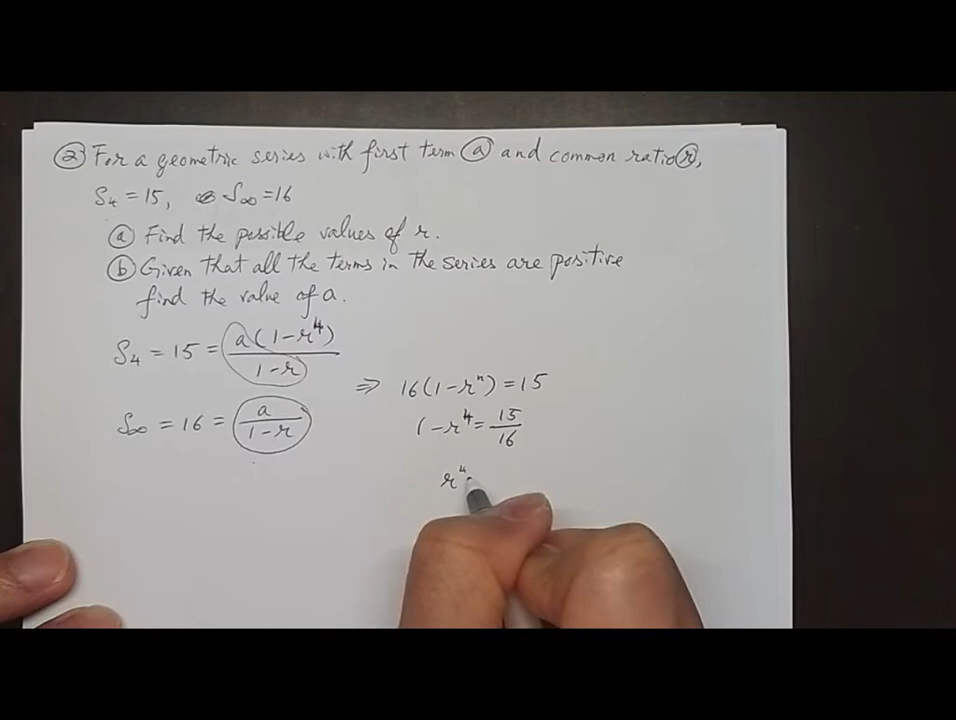 ② For a geometric series with first term ⓐ and common ratio ⓡ,
S₄ = 15, S∞ = 16
ⓐ Find the possible values of r.
ⓑ Given that all the terms in the series are positive
find the value of a.
S₄ = 15 = a(1-r⁴)/(1-r)
S∞ = 16 = a/(1-r)
⇒ 16(1-rⁿ) = 15
1-r⁴ = 15/16
r⁴